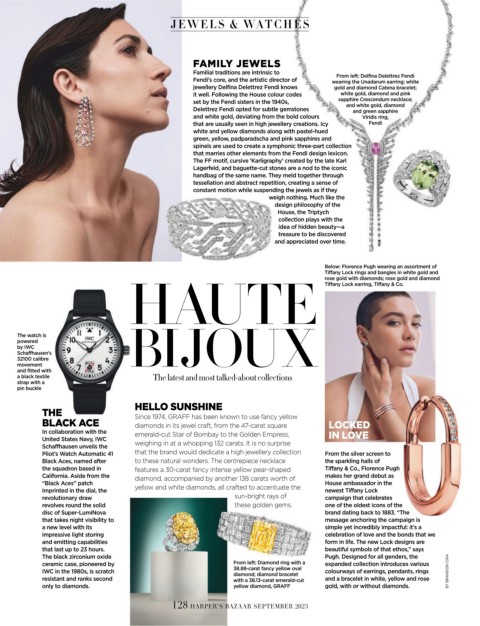 JEWELS & WATCHES
FAMILY JEWELS
Familial traditions are intrinsic to
Fendi's core, and the artistic director of
jewellery Delfina Delettrez Fendi knows
it well. Following the House colour codes
set by the Fendi sisters in the 1940s,
Delettrez Fendi opted for subtle gemstones
and white gold, deviating from the bold colours
that are usually seen in high jewellery creations. Icy
white and yellow diamonds along with pastel-hued
green, yellow, padparadscha and pink sapphires and
spinels are used to create a symphonic three-part collection
that marries other elements from the Fendi design lexicon.
The FF motif, cursive 'Karligraphy' created by the late Karl
Lagerfeld, and baguette-cut stones are a nod to the iconic
handbag of the same name. They meld together through
tessellation and abstract repetition, creating a sense of
constant motion while suspending the jewels as if they
weigh nothing. Much like the
design philosophy of the
House, the Triptych
collection plays with the
idea of hidden beauty—a
treasure to be discovered
and appreciated over time.
From left: Delfina Delettrez Fendi
wearing the Unadarum earring; white
gold and diamond Catena bracelet;
white gold, diamond and pink
sapphire Crescendum necklace;
and white gold, diamond
and green sapphire
Viridis ring,
Fendi
Below: Florence Pugh wearing an assortment of
Tiffany Lock rings and bangles in white gold and
rose gold with diamonds; rose gold and diamond
Tiffany Lock earring, Tiffany & Co.
HAUTE
BIJOUX
The latest and most talked-about collections
The watch is
powered
by IWC
Schaffhausen's
32100 calibre
movement
and fitted with
a black textile
strap with a
pin buckle
IWC
THE
BLACK ACE
In collaboration with the
United States Navy, IWC
Schaffhausen unveils the
Pilot's Watch Automatic 41
Black Aces, named after
the squadron based in
California. Aside from the
"Black Aces" patch
imprinted in the dial, the
revolutionary draw
revolves round the solid
disc of Super-LumiNova
that takes night visibility to
a new level with its
impressive light storing
and emitting capabilities
that last up to 23 hours.
The black zirconium oxide
ceramic case, pioneered by
IWC in the 1980s, is scratch
resistant and ranks second
only to diamonds.
HELLO SUNSHINE
Since 1974, GRAFF has been known to use fancy yellow
diamonds in its jewel craft, from the 47-carat square
emerald-cut Star of Bombay to the Golden Empress,
weighing in at a whopping 132 carats. It is no surprise
that the brand would dedicate a high jewellery collection
to these natural wonders. The centrepiece necklace
features a 30-carat fancy intense yellow pear-shaped
diamond, accompanied by another 138 carats worth of
yellow and white diamonds, all crafted to accentuate the
sun-bright rays of
these golden gems.
From left: Diamond ring with a
38.88-carat fancy yellow oval
diamond; diamond bracelet
with a 38.13-carat emerald-cut
yellow diamond, GRAFF
LOCKED
IN LOVE
From the silver screen to
the sparkling halls of
Tiffany & Co., Florence Pugh
makes her grand debut as
House ambassador in the
newest Tiffany Lock
campaign that celebrates
one of the oldest icons of the
brand dating back to 1883. "The
message anchoring the campaign is
simple yet incredibly impactful: it's a
celebration of love and the bonds that we
form in life. The new Lock designs are
beautiful symbols of that ethos," says
Pugh. Designed for all genders, the
expanded collection introduces various
colourways of earrings, pendants, rings
and a bracelet in white, yellow and rose
gold, with or without diamonds.
BY BRANDON CHIA
128 HARPER'S BAZAAR SEPTEMBER 2023